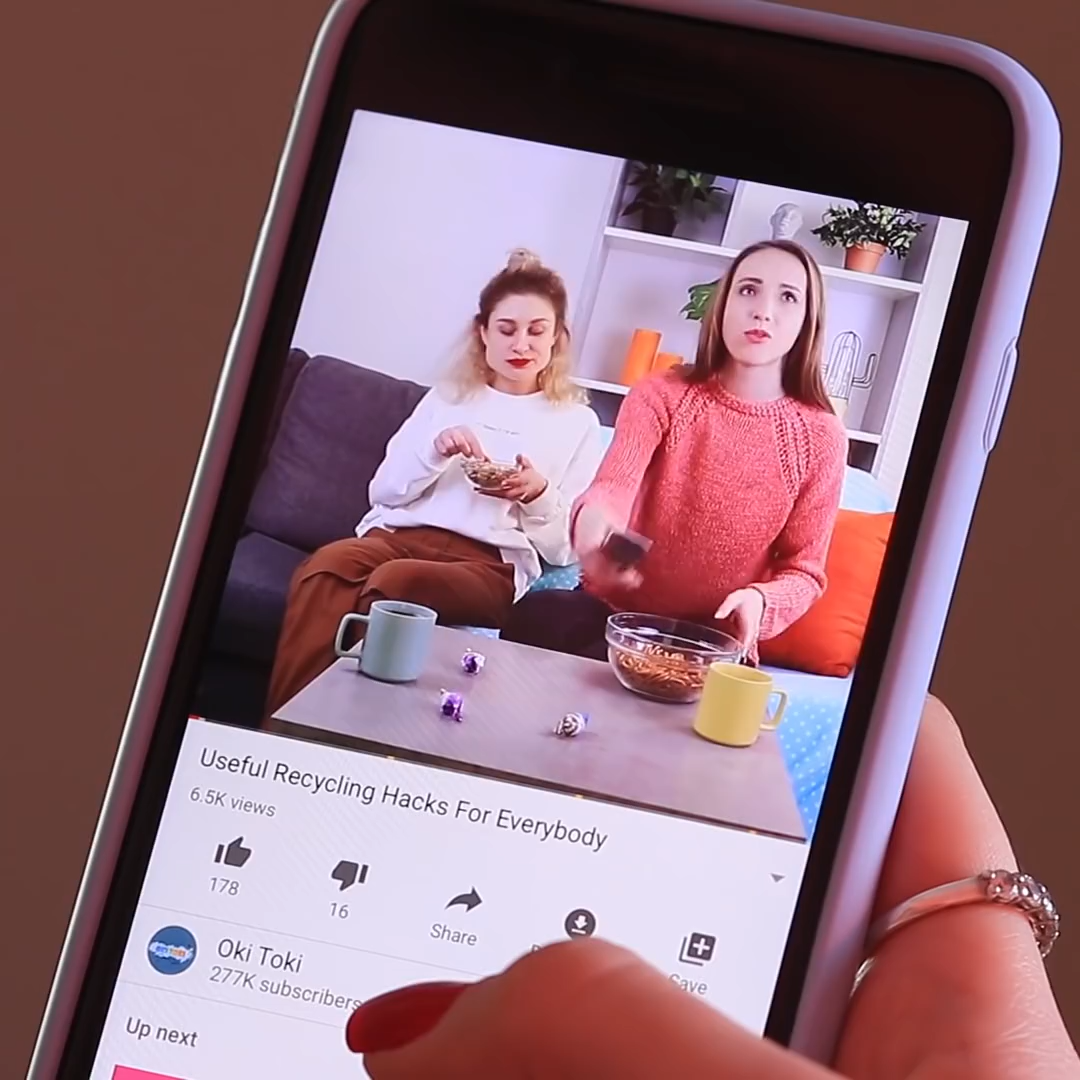 Useful Recycling Hacks For Everybody
6.5K views
178
16
Share
Save
Oki Toki
277K subscribers
Up next